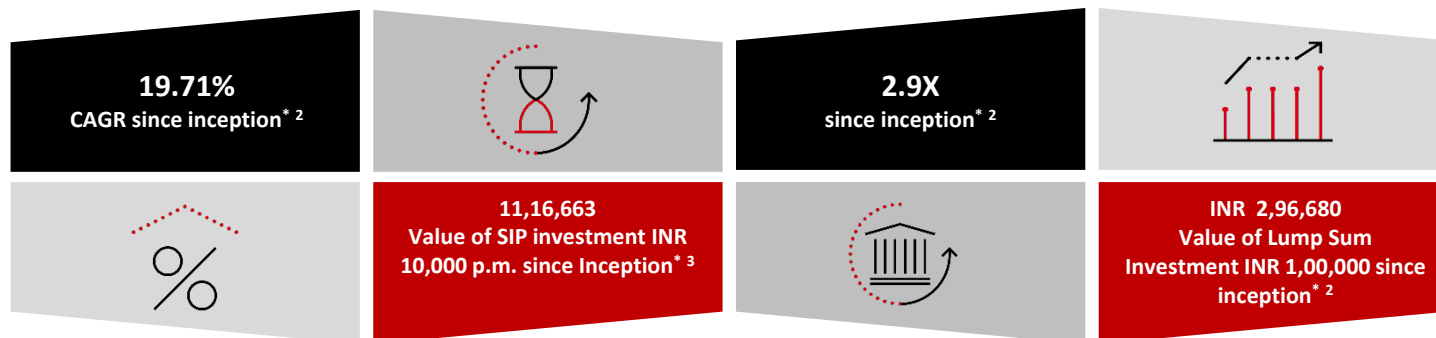 19.71%
CAGR since inception* 2
2.9X
since inception* 2
11,16,663
Value of SIP investment INR
10,000 p.m. since Inception* 3
INR 2,96,680
Value of Lump Sum
Investment INR 1,00,000 since
inception* 2